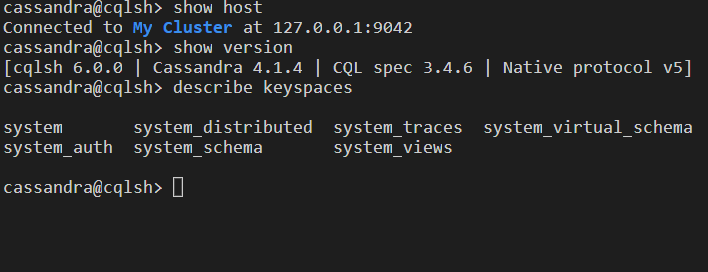 cassandra@cqlsh> show host
Connected to My Cluster at 127.0.0.1:9042
cassandra@cqlsh> show version
[cqlsh 6.0.0 | Cassandra 4.1.4 | CQL spec 3.4.6 | Native protocol v5]
cassandra@cqlsh> describe keyspaces
system       system_distributed  system_traces  system_virtual_schema
system_auth  system_schema       system_views
cassandra@cqlsh>